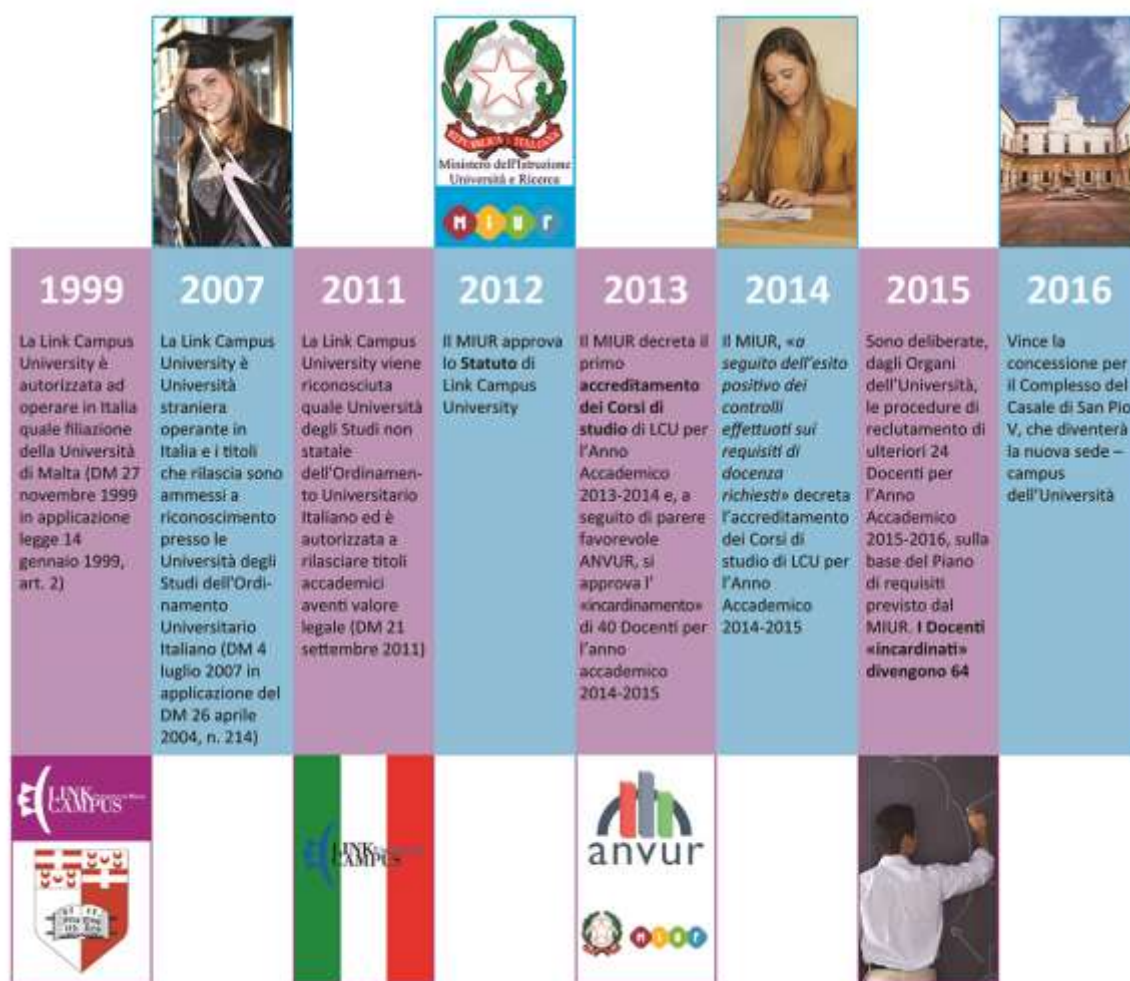 REPVBBLICA ITALIANA
Ministero dell'Istruzione
Università e Ricerca
MIUR
1999
La Link Campus
University è
autorizzata ad
operare in Italia
quale filiazione
della Università
di Malta (DM 27
novembre 1999
in applicazione
legge 14
gennaio 1999,
art. 2)
2007
La Link Campus
University è
Università
straniera
operante in
Italia e i titoli
che rilascia sono
ammessi a
riconoscimento
presso le
Università degli
Studi dell'Ordi-
namento
Universitario
Italiano (DM 4
luglio 2007 in
applicazione del
DM 26 aprile
2004, n. 214)
2011
La Link Campus
University viene
riconosciuta
quale Università
degli Studi non
statale
dell'Ordinamen-
to Universitario
Italiano ed è
autorizzata a
rilasciare titoli
accademici
aventi valore
legale (DM 21
settembre 2011)
2012
Il MIUR approva
lo Statuto di
Link Campus
University
2013
Il MIUR decreta il
primo
accreditamento
dei Corsi di
studio di LCU per
l'Anno
Accademico
2013-2014 e, a
seguito di parere
favorevole
ANVUR, si
approva l'
«incardinamento»
di 40 Docenti per
l'anno
accademico
2014-2015
2014
Il MIUR, «a
seguito dell'esito
positivo dei
controlli
effettuati sui
requisiti di
docenza
richiesti» decreta
l'accreditamento
dei Corsi di
studio di LCU per
l'Anno
Accademico
2014-2015
2015
Sono deliberate,
dagli Organi
dell'Università,
le procedure di
reclutamento di
ulteriori 24
Docenti per
l'Anno
Accademico
2015-2016, sulla
base del Piano
di requisiti
previsto dal
MIUR. I Docenti
«incardinati»
divengono 64
2016
Vince la
concessione per
il Complesso del
Casale di San Pio
V, che diventerà
la nuova sede –
campus
dell'Università
LINK
CAMPUS
LINK
CAMPUS
anvur
MIUR